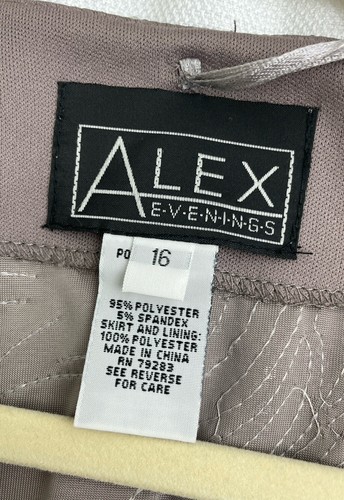 ALEX
E·V·E·N·I·N·G·S
PO 16
95% POLYESTER
5% SPANDEX
SKIRT AND LINING:
100% POLYESTER
MADE IN CHINA
RN 79283
SEE REVERSE
FOR CARE